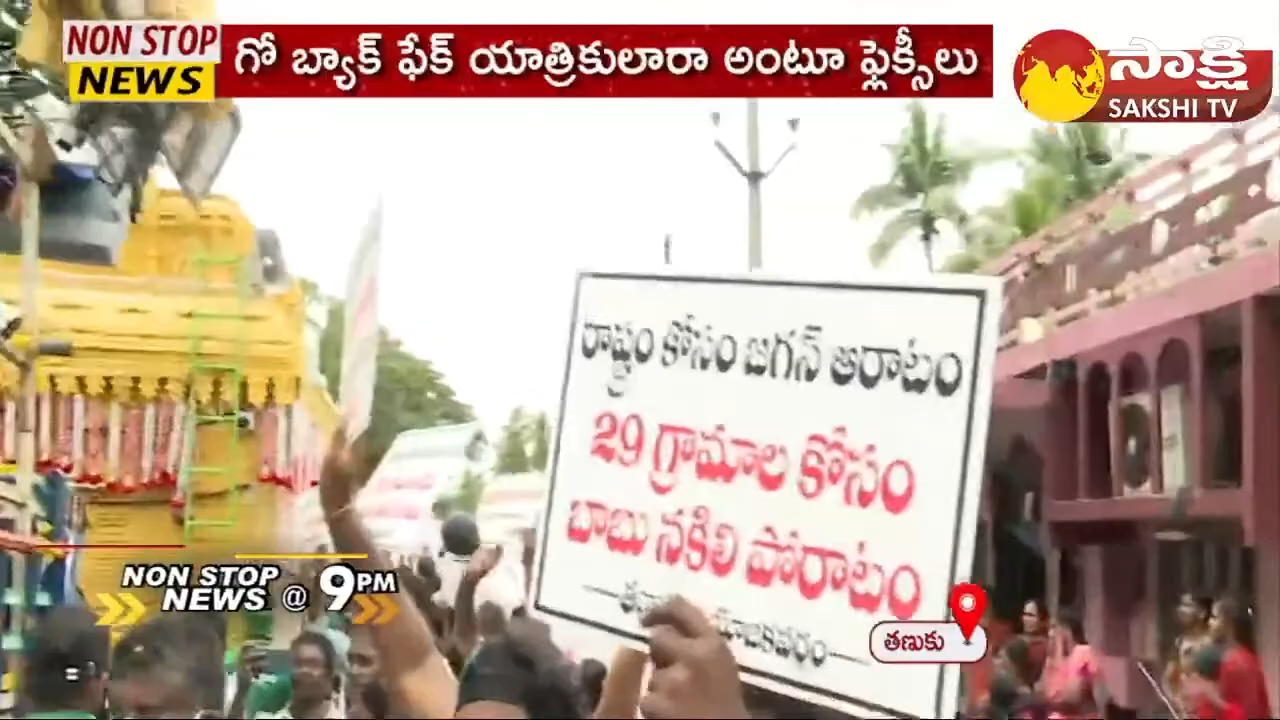 NON STOP
NEWS
గో బ్యాక్ ఫేక్ యాత్రికులారా అంటూ ఫ్లెక్సీలు
సాక్షి
SAKSHI TV
రాష్ట్రం కోసం జగన్ ఆరాటం
29 గ్రామాల కోసం
బాబు నకిలీ పోరాటం
NON STOP
NEWS @ 9PM
తణుకు